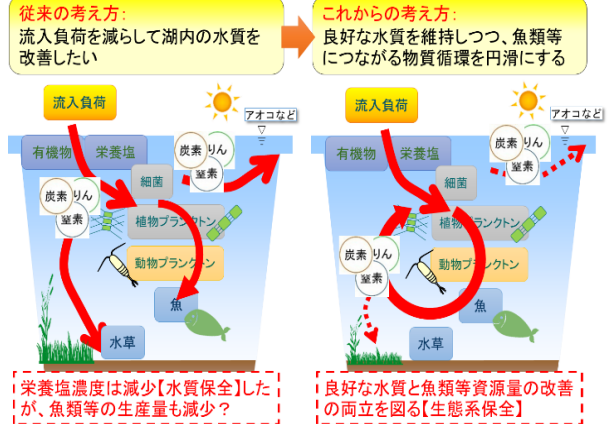 従来の考え方:
流入負荷を減らして湖内の水質を
改善したい
流入負荷
アオコなど
有機物
栄養塩
炭素
りん
窒素
細菌
炭素
りん
窒素
植物プランクトン
動物プランクトン
魚
水草
栄養塩濃度は減少【水質保全】した
が、魚類等の生産量も減少？
これからの考え方:
良好な水質を維持しつつ、魚類等
につながる物質循環を円滑にする
流入負荷
アオコなど
有機物
栄養塩
炭素
りん
窒素
細菌
植物プランクトン
動物プランクトン
炭素
りん
窒素
魚
水草
良好な水質と魚類等資源量の改善
の両立を図る【生態系保全】